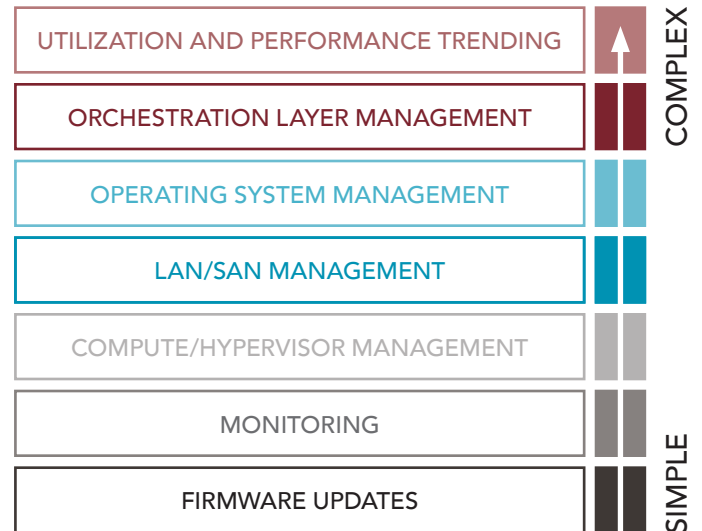 UTILIZATION AND PERFORMANCE TRENDING
ORCHESTRATION LAYER MANAGEMENT
OPERATING SYSTEM MANAGEMENT
LAN/SAN MANAGEMENT
COMPUTE/HYPERVISOR MANAGEMENT
MONITORING
FIRMWARE UPDATES
COMPLEX
SIMPLE